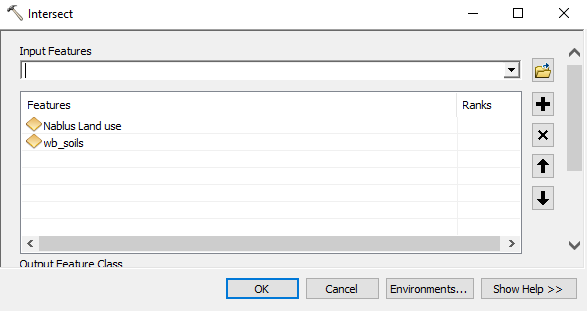 Intersect
Input Features
Features Ranks
Nablus Land use
wb_soils
Output Feature Class
OK Cancel Environments... Show Help >>